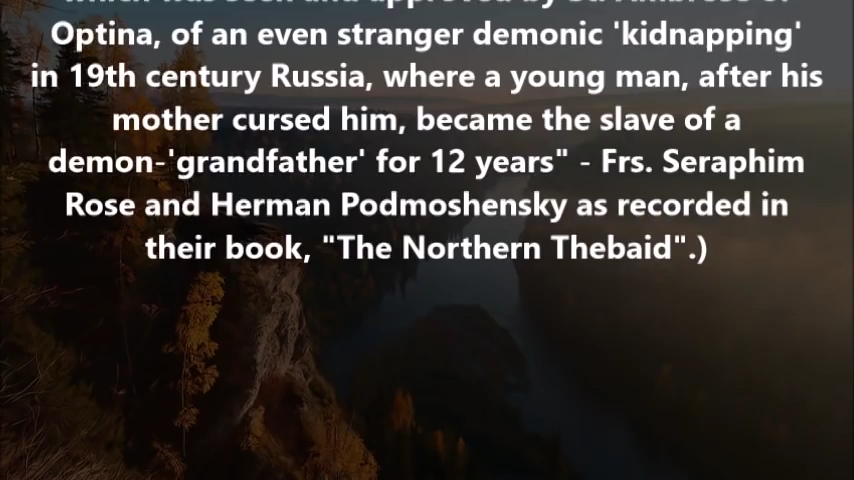 Optina, of an even stranger demonic 'kidnapping'
in 19th century Russia, where a young man, after his
mother cursed him, became the slave of a
demon-'grandfather' for 12 years" - Frs. Seraphim
Rose and Herman Podmoshensky as recorded in
their book, "The Northern Thebaid".)